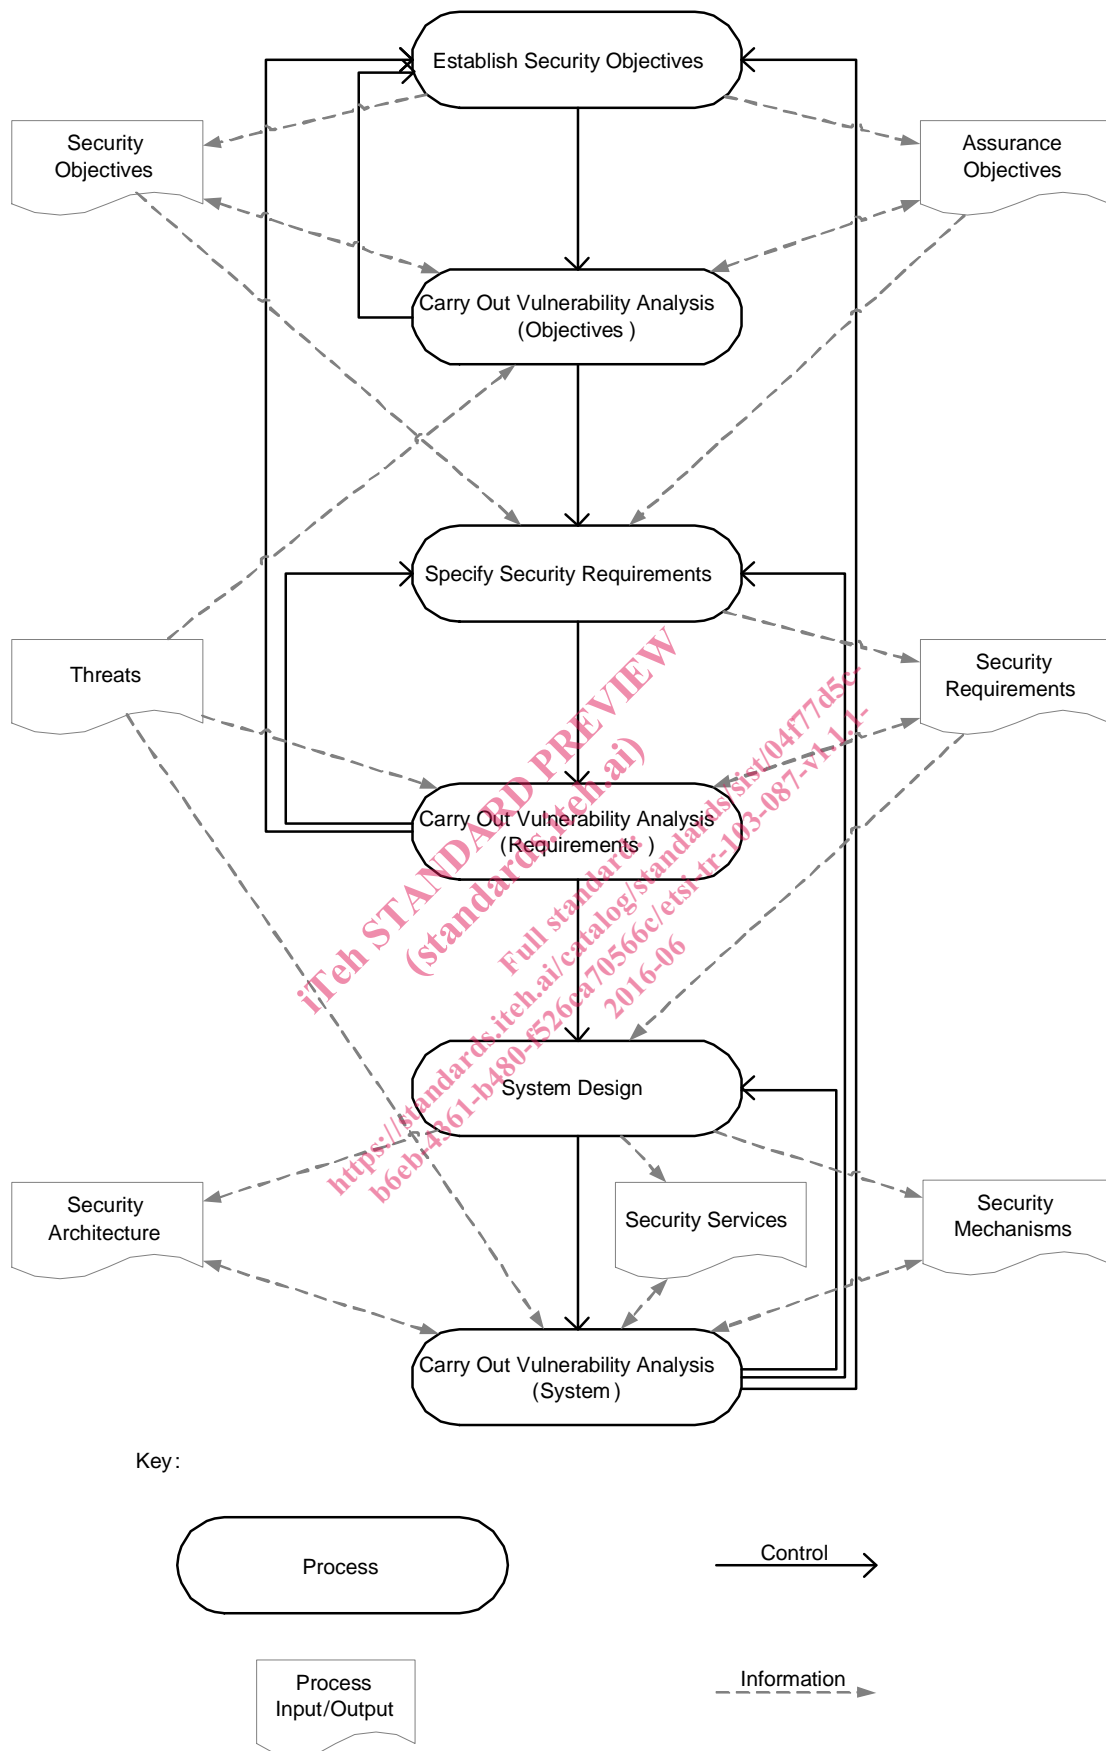 Establish Security Objectives
Security
Objectives
Assurance
Objectives
Carry Out Vulnerability Analysis
(Objectives )
Specify Security Requirements
Threats
Security
Requirements
Carry Out Vulnerability Analysis
(Requirements )
iTeh STANDARD PREVIEW
(standards.iteh.ai)
Full standard:
https://standards.iteh.ai/catalog/standards/sist/04f77d5c-
b6eb-4361-b480-f526ca70566c/etsi-tr-103-087-v1.1.1-
2016-06
System Design
Security
Architecture
Security Services
Security
Mechanisms
Carry Out Vulnerability Analysis
(System )
Key :
Process
Control
Process
Input/Output
Information